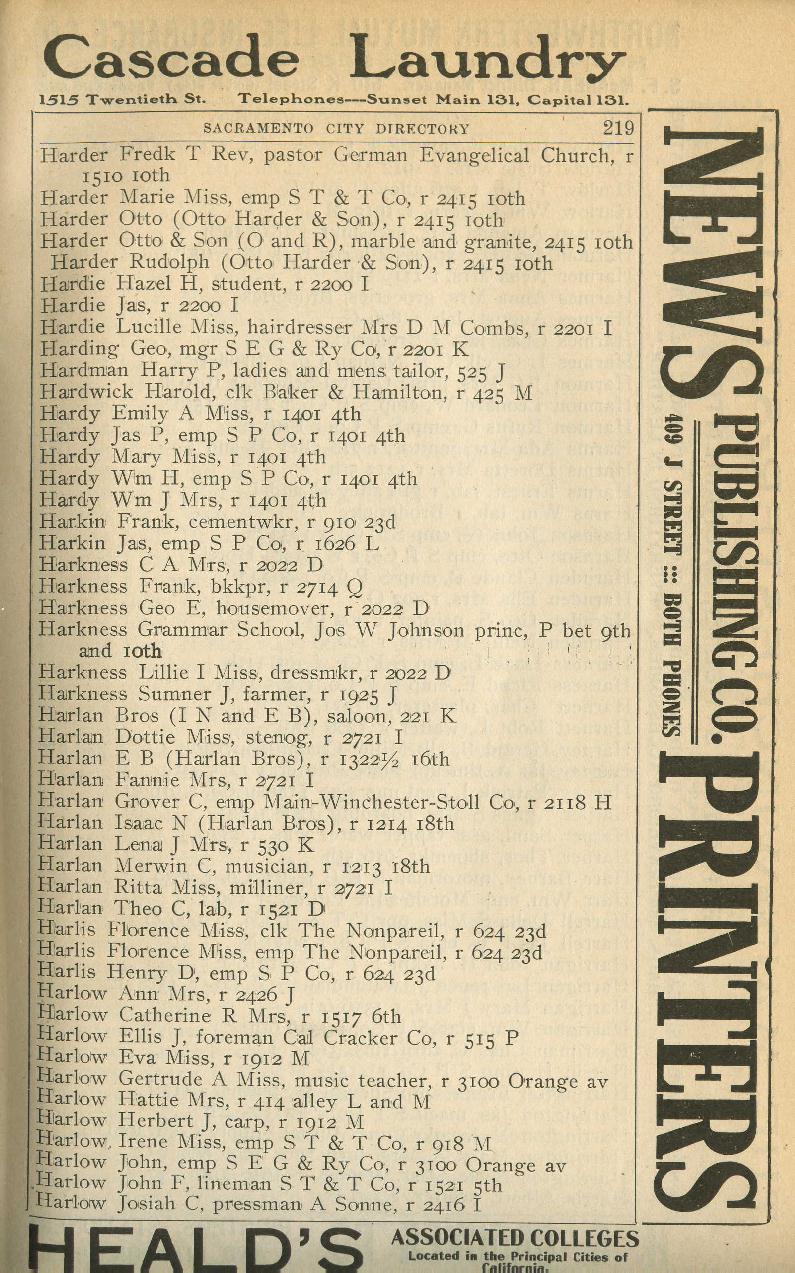 Cascade Laundry
1515 Twentieth St. Telephones---Sunset Main 131, Capital 131.
SACRAMENTO CITY DIRECTORY 219
Harder Fredk T Rev, pastor German Evangelical Church, r
1510 10th
Harder Marie Miss, emp S T & T Co, r 2415 10th
Harder Otto (Otto Harder & Son), r 2415 10th
Harder Otto & Son (O and R), marble and granite, 2415 10th
Harder Rudolph (Otto Harder & Son), r 2415 10th
Hardie Hazel H, student, r 2200 I
Hardie Jas, r 2200 I
Hardie Lucille Miss, hairdresser Mrs D M Combs, r 2201 I
Harding Geo, mgr S E G & Ry Co, r 2201 K
Hardman Harry P, ladies and mens tailor, 525 J
Hardwick Harold, clk Baker & Hamilton, r 425 M
Hardy Emily A Miss, r 1401 4th
Hardy Jas P, emp S P Co, r 1401 4th
Hardy Mary Miss, r 1401 4th
Hardy Wm H, emp S P Co, r 1401 4th
Hardy Wm J Mrs, r 1401 4th
Harkin Frank, cementwkr, r 910 23d
Harkin Jas, emp S P Co, r 1626 L
Harkness C A Mrs, r 2022 D
Harkness Frank, bkkpr, r 2714 Q
Harkness Geo E, housemover, r 2022 D
Harkness Grammar School, Jos W Johnson princ, P bet 9th
and 10th
Harkness Lillie I Miss, dressmkr, r 2022 D
Harkness Sumner J, farmer, r 1925 J
Harlan Bros (I N and E B), saloon, 221 K
Harlan Dottie Miss, stenog, r 2721 I
Harlan E B (Harlan Bros), r 1322½ 16th
Harlan Fannie Mrs, r 2721 I
Harlan Grover C, emp Main-Winchester-Stoll Co, r 2118 H
Harlan Isaac N (Harlan Bros), r 1214 18th
Harlan Lena J Mrs, r 530 K
Harlan Merwin C, musician, r 1213 18th
Harlan Ritta Miss, milliner, r 2721 I
Harlan Theo C, lab, r 1521 D
Harlis Florence Miss, clk The Nonpareil, r 624 23d
Harlis Florence Miss, emp The Nonpareil, r 624 23d
Harlis Henry D, emp S P Co, r 624 23d
Harlow Ann Mrs, r 2426 J
Harlow Catherine R Mrs, r 1517 6th
Harlow Ellis J, foreman Cal Cracker Co, r 515 P
Harlow Eva Miss, r 1912 M
Harlow Gertrude A Miss, music teacher, r 3100 Orange av
Harlow Hattie Mrs, r 414 alley L and M
Harlow Herbert J, carp, r 1912 M
Harlow, Irene Miss, emp S T & T Co, r 918 M
Harlow John, emp S E G & Ry Co, r 3100 Orange av
Harlow John F, lineman S T & T Co, r 1521 5th
Harlow Josiah C, pressman A Sonne, r 2416 I
NEWS PUBLISHING CO. PRINTERS
409 J STREET ::: BOTH PHONES
HEALD'S ASSOCIATED COLLEGES
Located in the Principal Cities of
California.